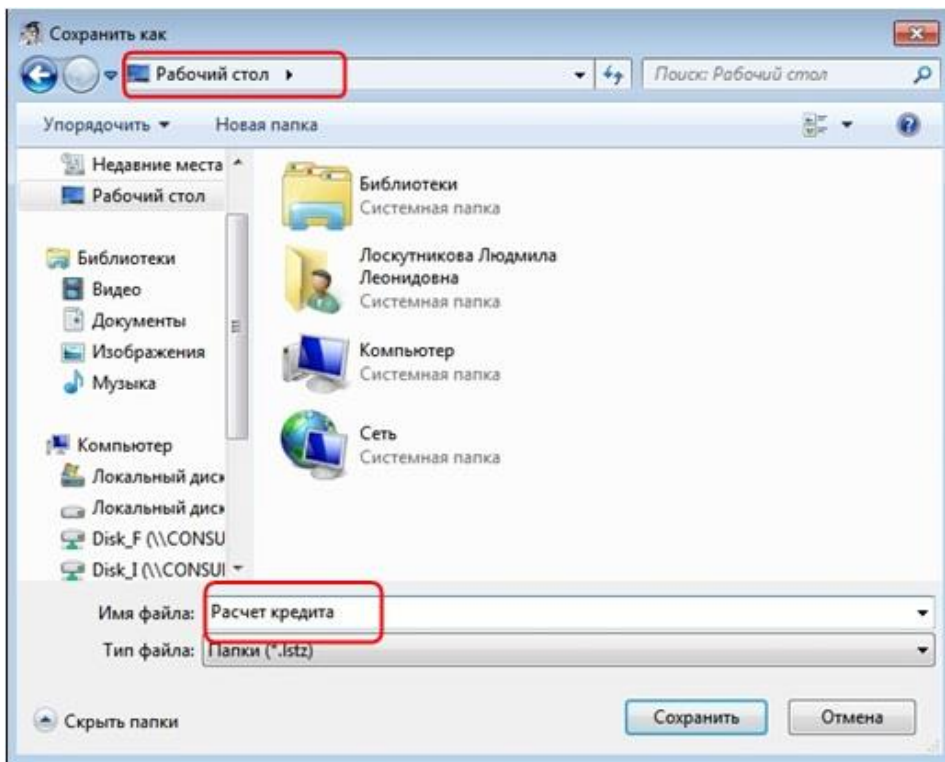 Сохранить как
Рабочий стол
Поиск: Рабочий стол
Упорядочить Новая папка
Недавние места
Рабочий стол
Библиотеки
Видео
Документы
Изображения
Музыка
Компьютер
Локальный диск
Локальный диск
Disk_F (\\CONSU
Disk_I (\\CONSUI
Библиотеки
Системная папка
Лоскутникова Людмила
Леонидовна
Системная папка
Компьютер
Системная папка
Сеть
Системная папка
Имя файла: Расчет кредита
Тип файла: Папки (*.lstz)
Скрыть папки
Сохранить Отмена